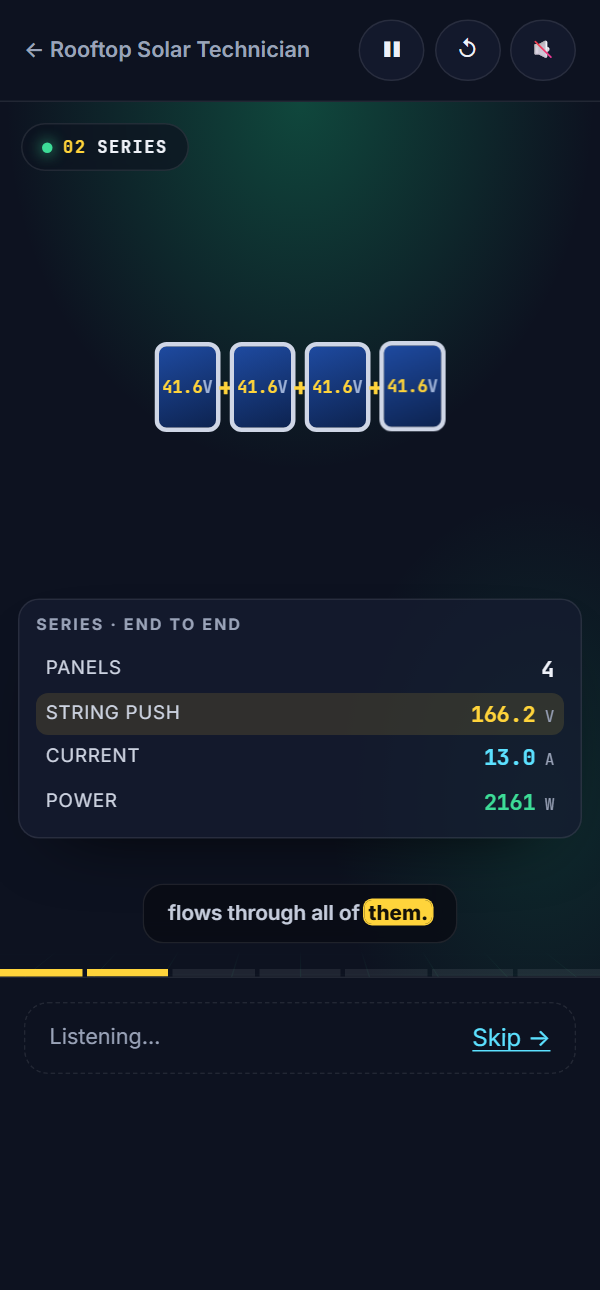 ← Rooftop Solar Technician
02 SERIES
41.6V + 41.6V + 41.6V + 41.6V
SERIES · END TO END
PANELS 4
STRING PUSH 166.2 V
CURRENT 13.0 A
POWER 2161 W
flows through all of them.
Listening...
Skip →